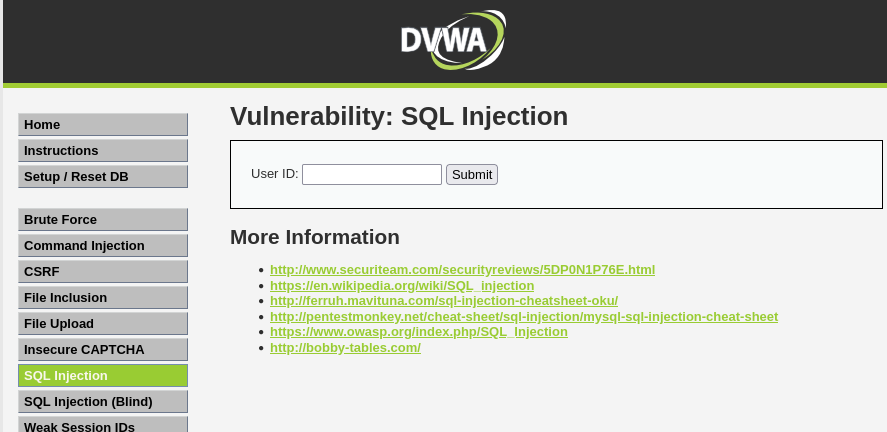 DVWA
Home
Instructions
Setup / Reset DB
Brute Force
Command Injection
CSRF
File Inclusion
File Upload
Insecure CAPTCHA
SQL Injection
SQL Injection (Blind)
Weak Session IDs
Vulnerability: SQL Injection
User ID: Submit
More Information
• http://www.securiteam.com/securityreviews/5DP0N1P76E.html
• https://en.wikipedia.org/wiki/SQL_injection
• http://ferruh.mavituna.com/sql-injection-cheatsheet-oku/
• http://pentestmonkey.net/cheat-sheet/sql-injection/mysql-sql-injection-cheat-sheet
• https://www.owasp.org/index.php/SQL_Injection
• http://bobby-tables.com/